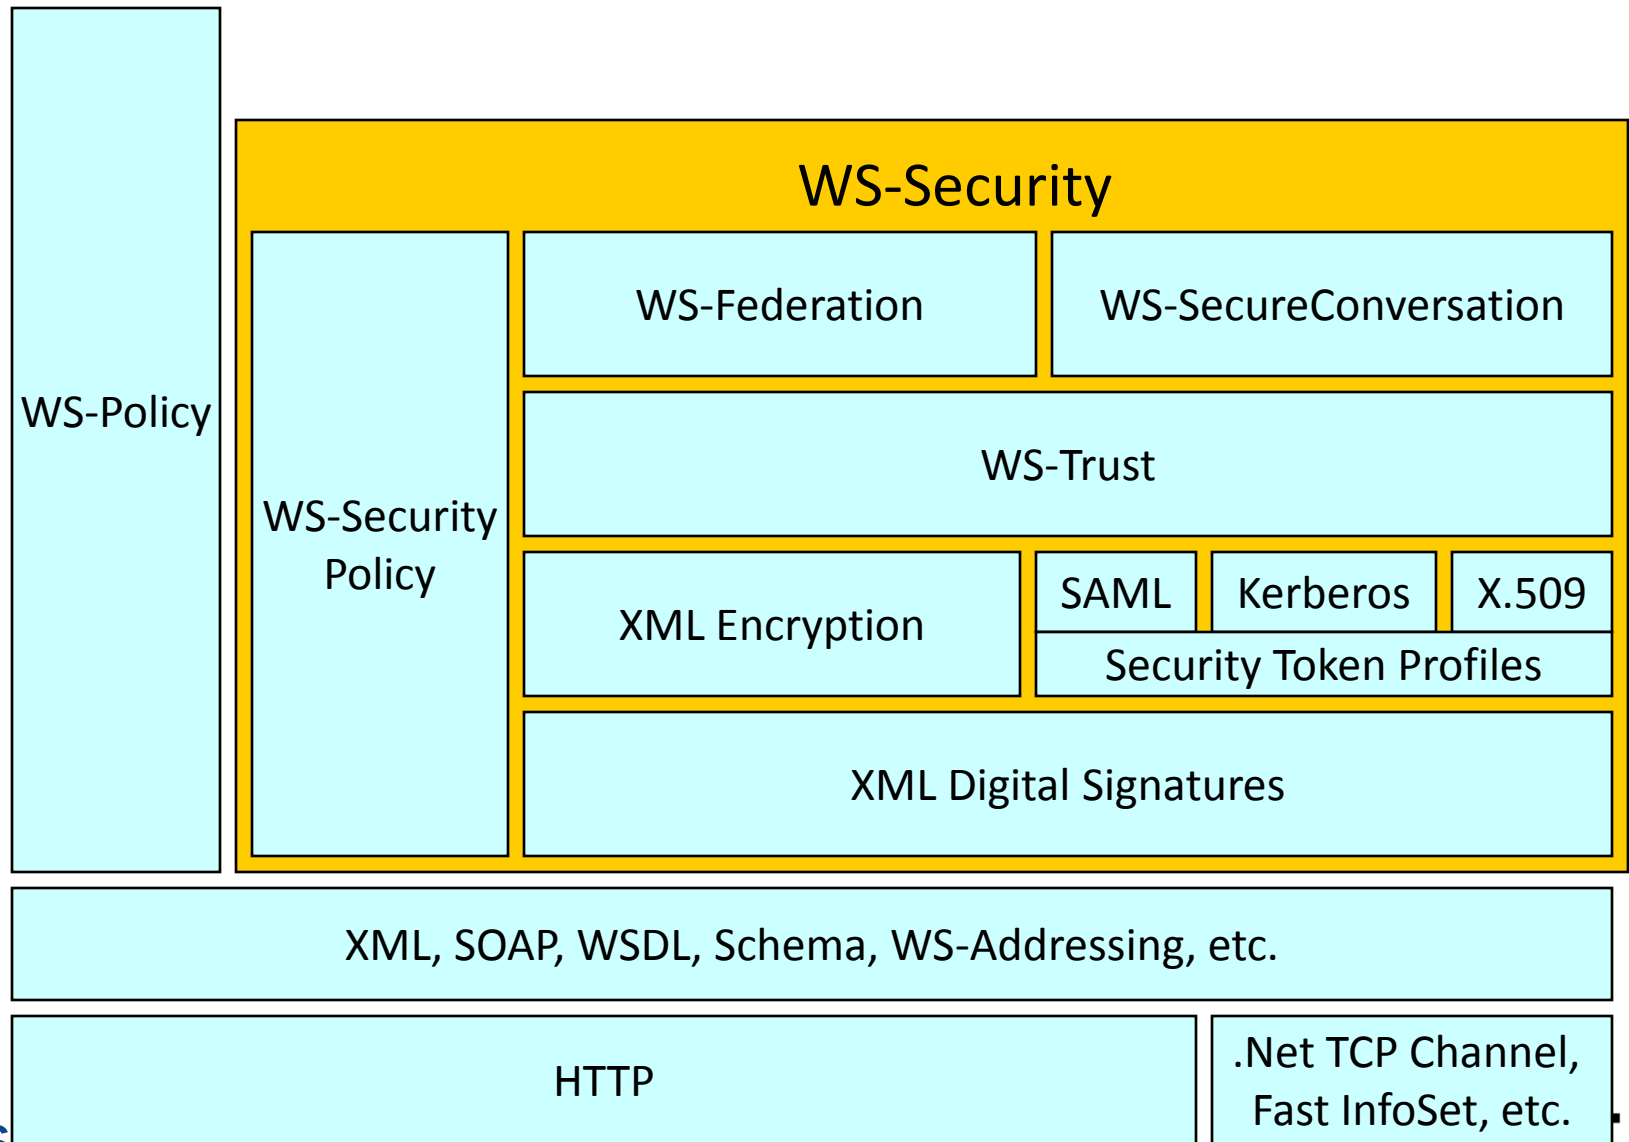 WS-Policy
WS-Security
WS-Security
Policy
WS-Federation
WS-SecureConversation
WS-Trust
XML Encryption
SAML
Kerberos
X.509
Security Token Profiles
XML Digital Signatures
XML, SOAP, WSDL, Schema, WS-Addressing, etc.
HTTP
.Net TCP Channel,
Fast InfoSet, etc.